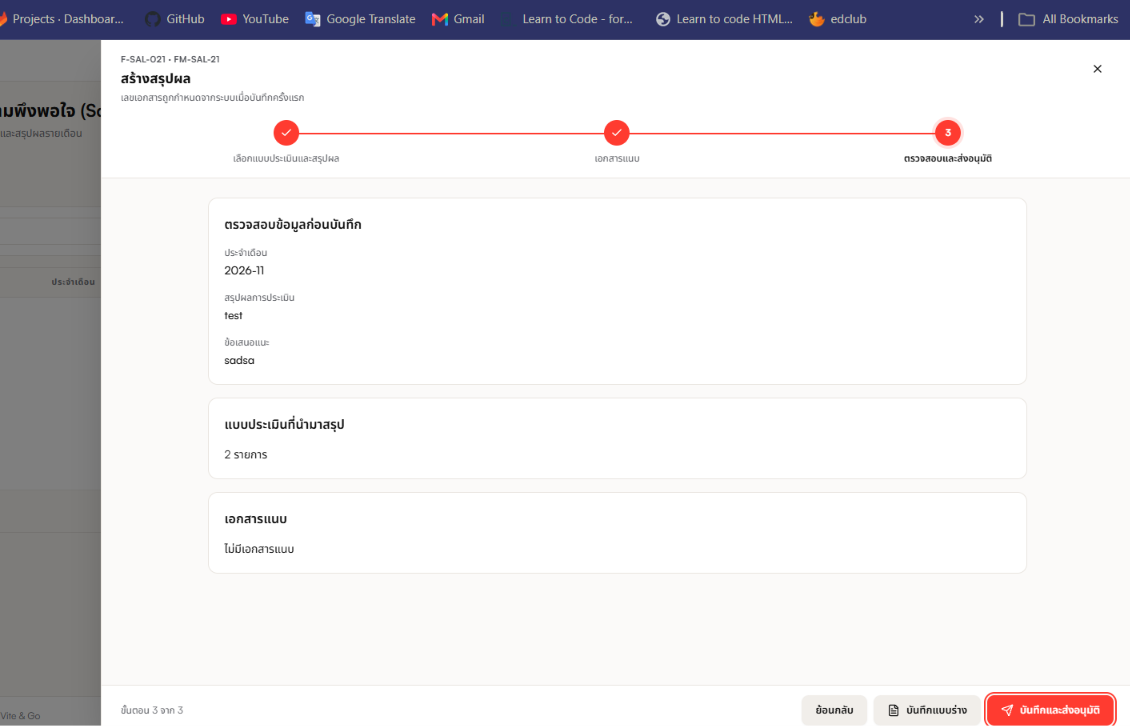 Projects · Dashboar...
GitHub
YouTube
Google Translate
Gmail
Learn to Code - for...
Learn to code HTML...
edclub
All Bookmarks
F-SAL-021 • FM-SAL-21
สร้างสรุปผล
เลขเอกสารถูกกำหนดจากระบบเมื่อบันทึกครั้งแรก
ามพึงพอใจ (Sa
และสรุปผลรายเดือน
ประจำเดือน
เลือกแบบประเมินและสรุปผล
เอกสารแนบ
3
ตรวจสอบและส่งอนุมัติ
ตรวจสอบข้อมูลก่อนบันทึก
ประจำเดือน
2026-11
สรุปผลการประเมิน
test
ข้อเสนอแนะ
sadsa
แบบประเมินที่นำมาสรุป
2 รายการ
เอกสารแนบ
ไม่มีเอกสารแนบ
Vite & Go
ขั้นตอน 3 จาก 3
ย้อนกลับ
บันทึกแบบร่าง
บันทึกและส่งอนุมัติ